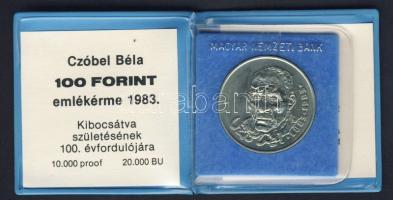 Czóbel Béla
100 FORINT
emlékérme 1983.
Kibocsátva
születésének
100. évfordulójára
10.000 proof 20.000 BU
MAGYAR NEMZETI BANK